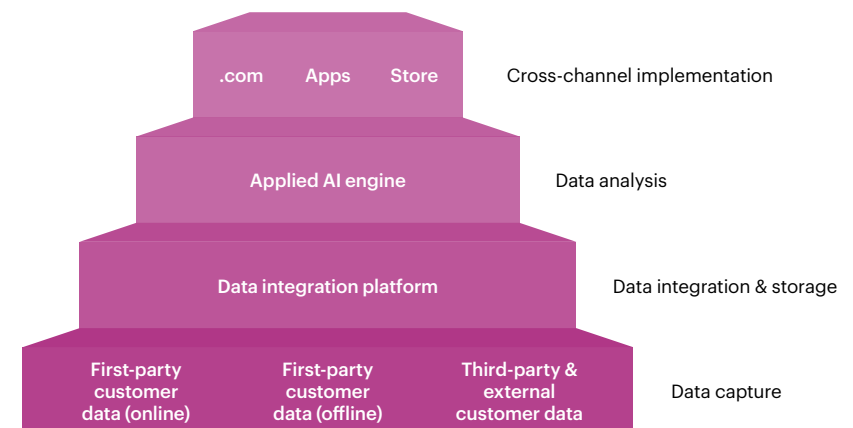 .com Apps Store Cross-channel implementation
Applied AI engine Data analysis
Data integration platform Data integration & storage
First-party customer data (online)
First-party customer data (offline)
Third-party & external customer data
Data capture